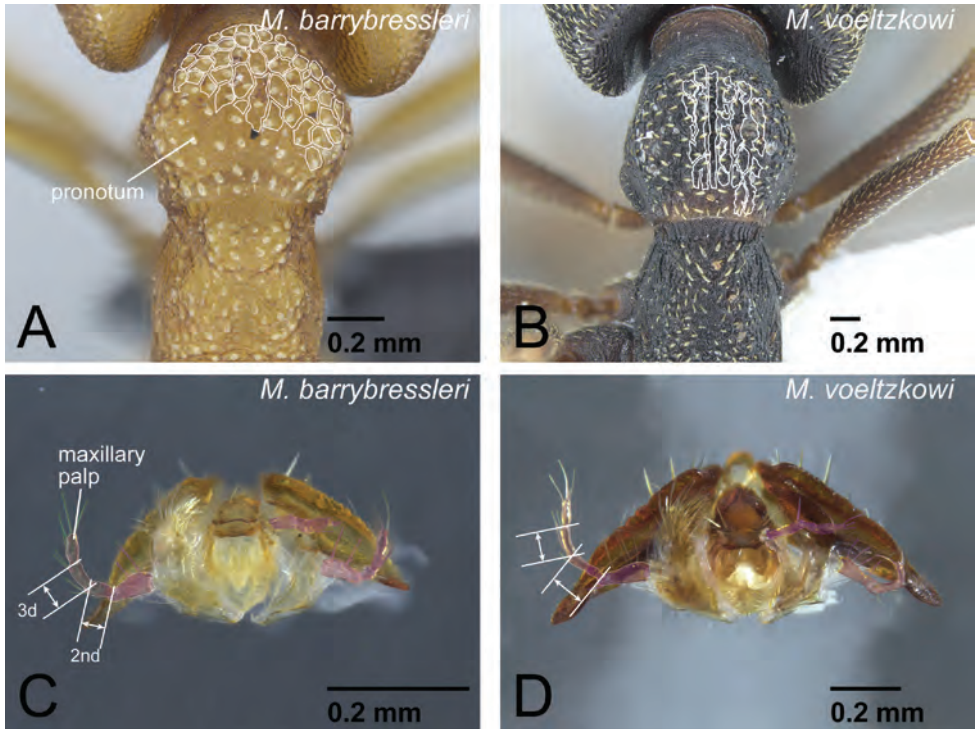 M. barrybressleri
pronotum
A
0.2 mm
M. voeltzkowi
B
0.2 mm
M. barrybressleri
maxillary
palp
3d
2nd
C
0.2 mm
M. voeltzkowi
D
0.2 mm